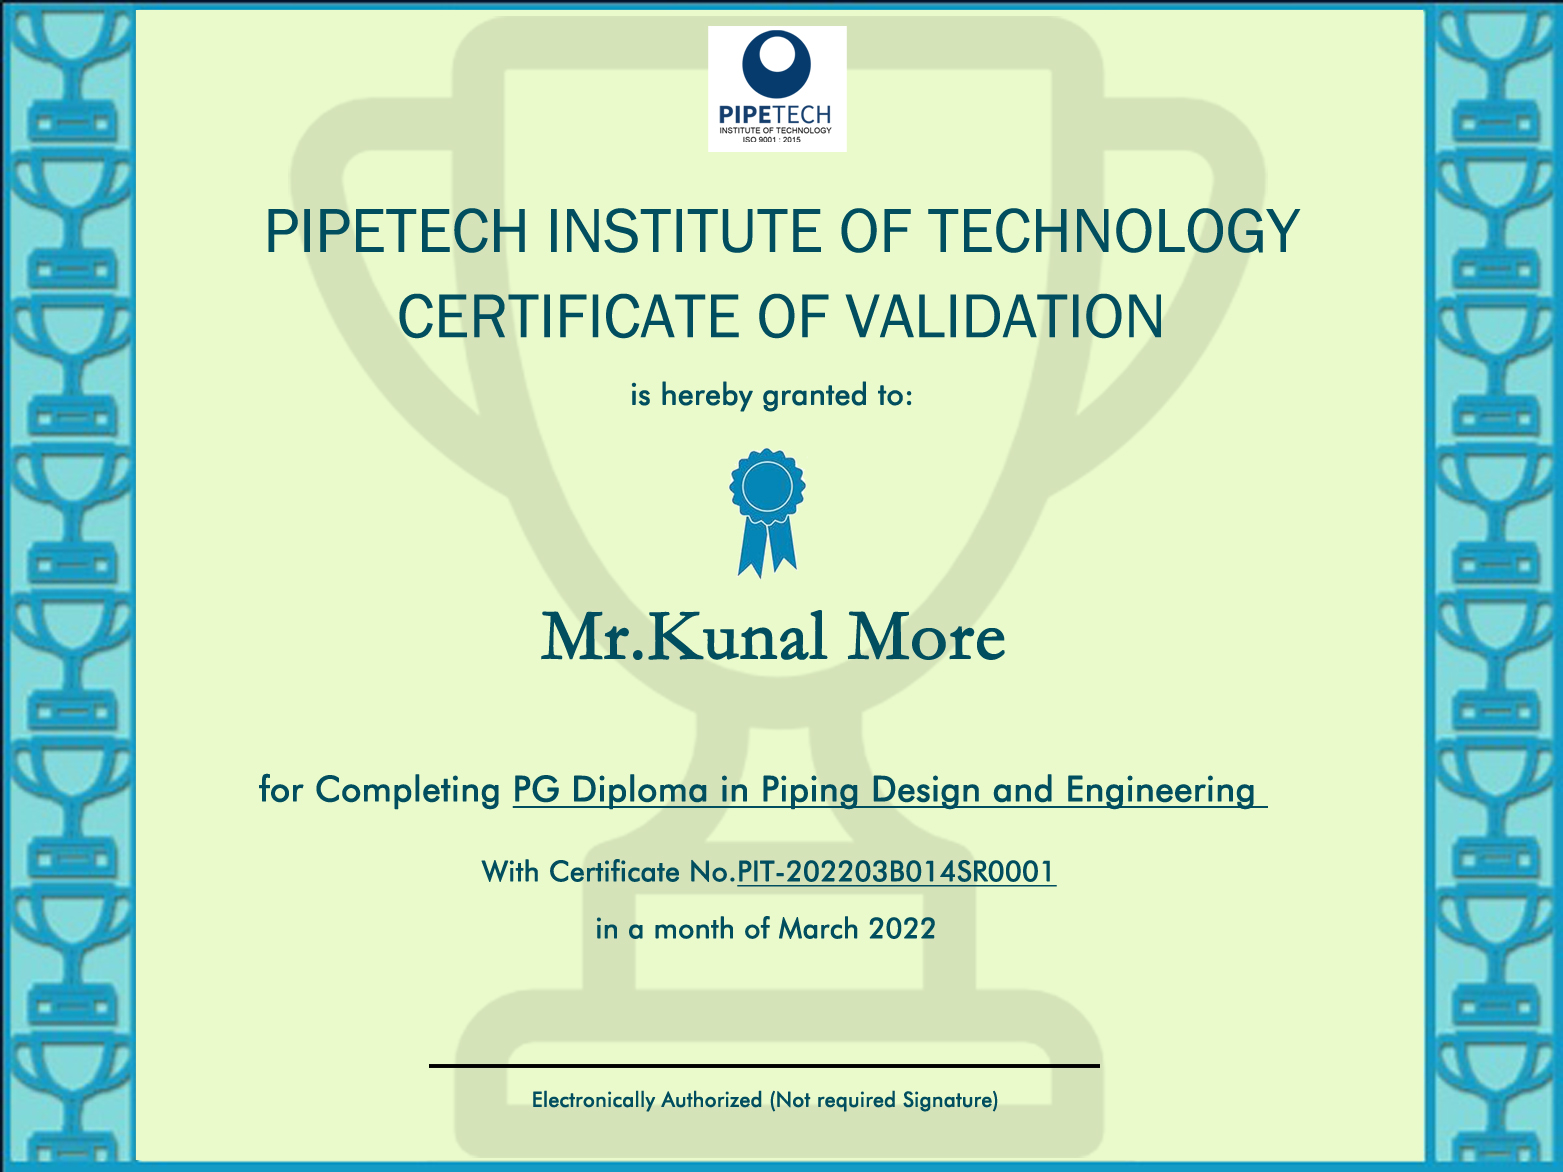 PIPETECH
INSTITUTE OF TECHNOLOGY
ISO 9001 : 2015
PIPETECH INSTITUTE OF TECHNOLOGY
CERTIFICATE OF VALIDATION
is hereby granted to:
Mr.Kunal More
for Completing PG Diploma in Piping Design and Engineering
With Certificate No.PIT-202203B014SR0001
in a month of March 2022
Electronically Authorized (Not required Signature)